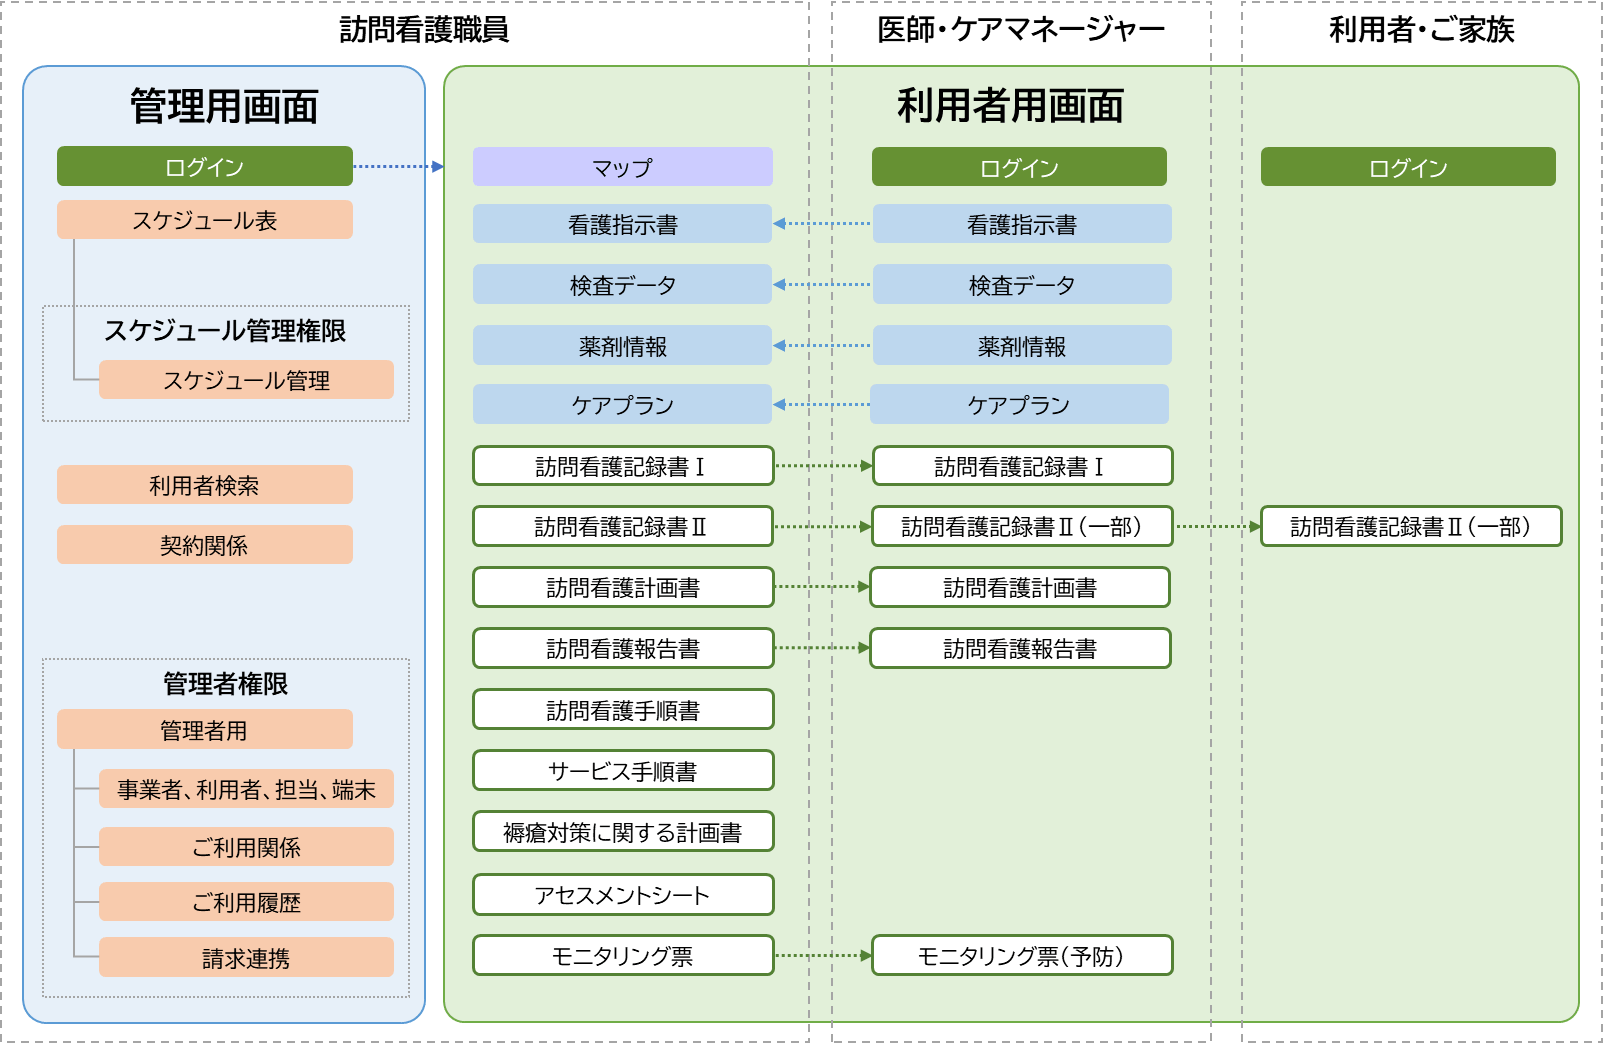 訪問看護職員
医師・ケアマネージャー
利用者・ご家族
管理用画面
ログイン
スケジュール表
スケジュール管理権限
スケジュール管理
利用者検索
契約関係
管理者権限
管理者用
事業者、利用者、担当、端末
ご利用関係
ご利用履歴
請求連携
利用者用画面
マップ
看護指示書
検査データ
薬剤情報
ケアプラン
訪問看護記録書Ⅰ
訪問看護記録書Ⅱ
訪問看護計画書
訪問看護報告書
訪問看護手順書
サービス手順書
褥瘡対策に関する計画書
アセスメントシート
モニタリング票
ログイン
看護指示書
検査データ
薬剤情報
ケアプラン
訪問看護記録書Ⅰ
訪問看護記録書Ⅱ(一部)
訪問看護計画書
訪問看護報告書
モニタリング票(予防)
ログイン
訪問看護記録書Ⅱ(一部)